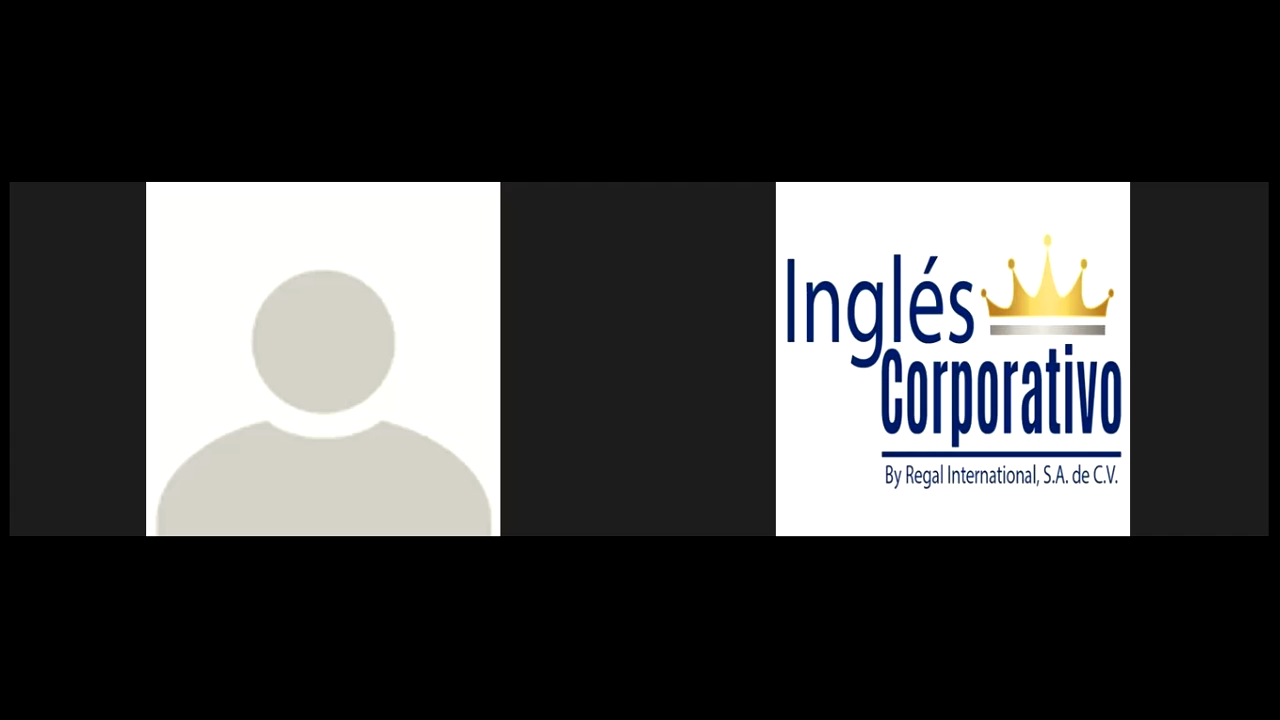 Inglés
Corporativo
By Regal International, S.A. de C.V.